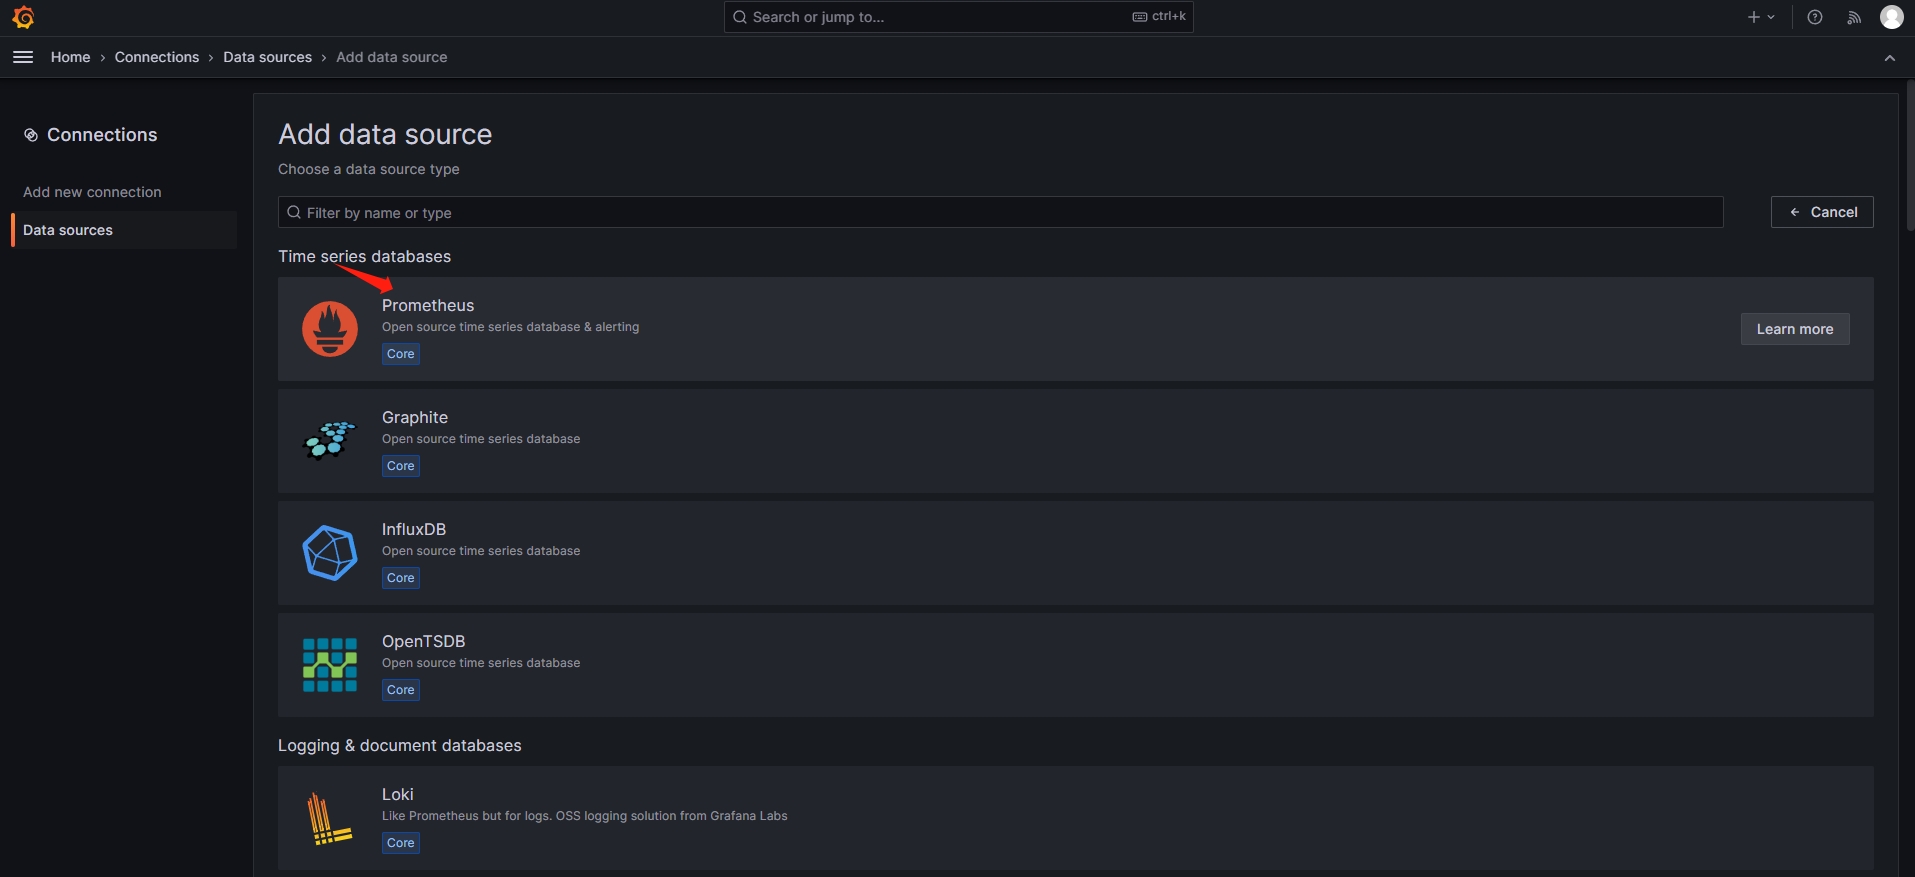 Search or jump to...
ctrl+k
Home › Connections › Data sources › Add data source
Connections
Add new connection
Data sources
Add data source
Choose a data source type
Filter by name or type
Cancel
Time series databases
Prometheus
Open source time series database & alerting
Core
Learn more
Graphite
Open source time series database
Core
InfluxDB
Open source time series database
Core
OpenTSDB
Open source time series database
Core
Logging & document databases
Loki
Like Prometheus but for logs. OSS logging solution from Grafana Labs
Core